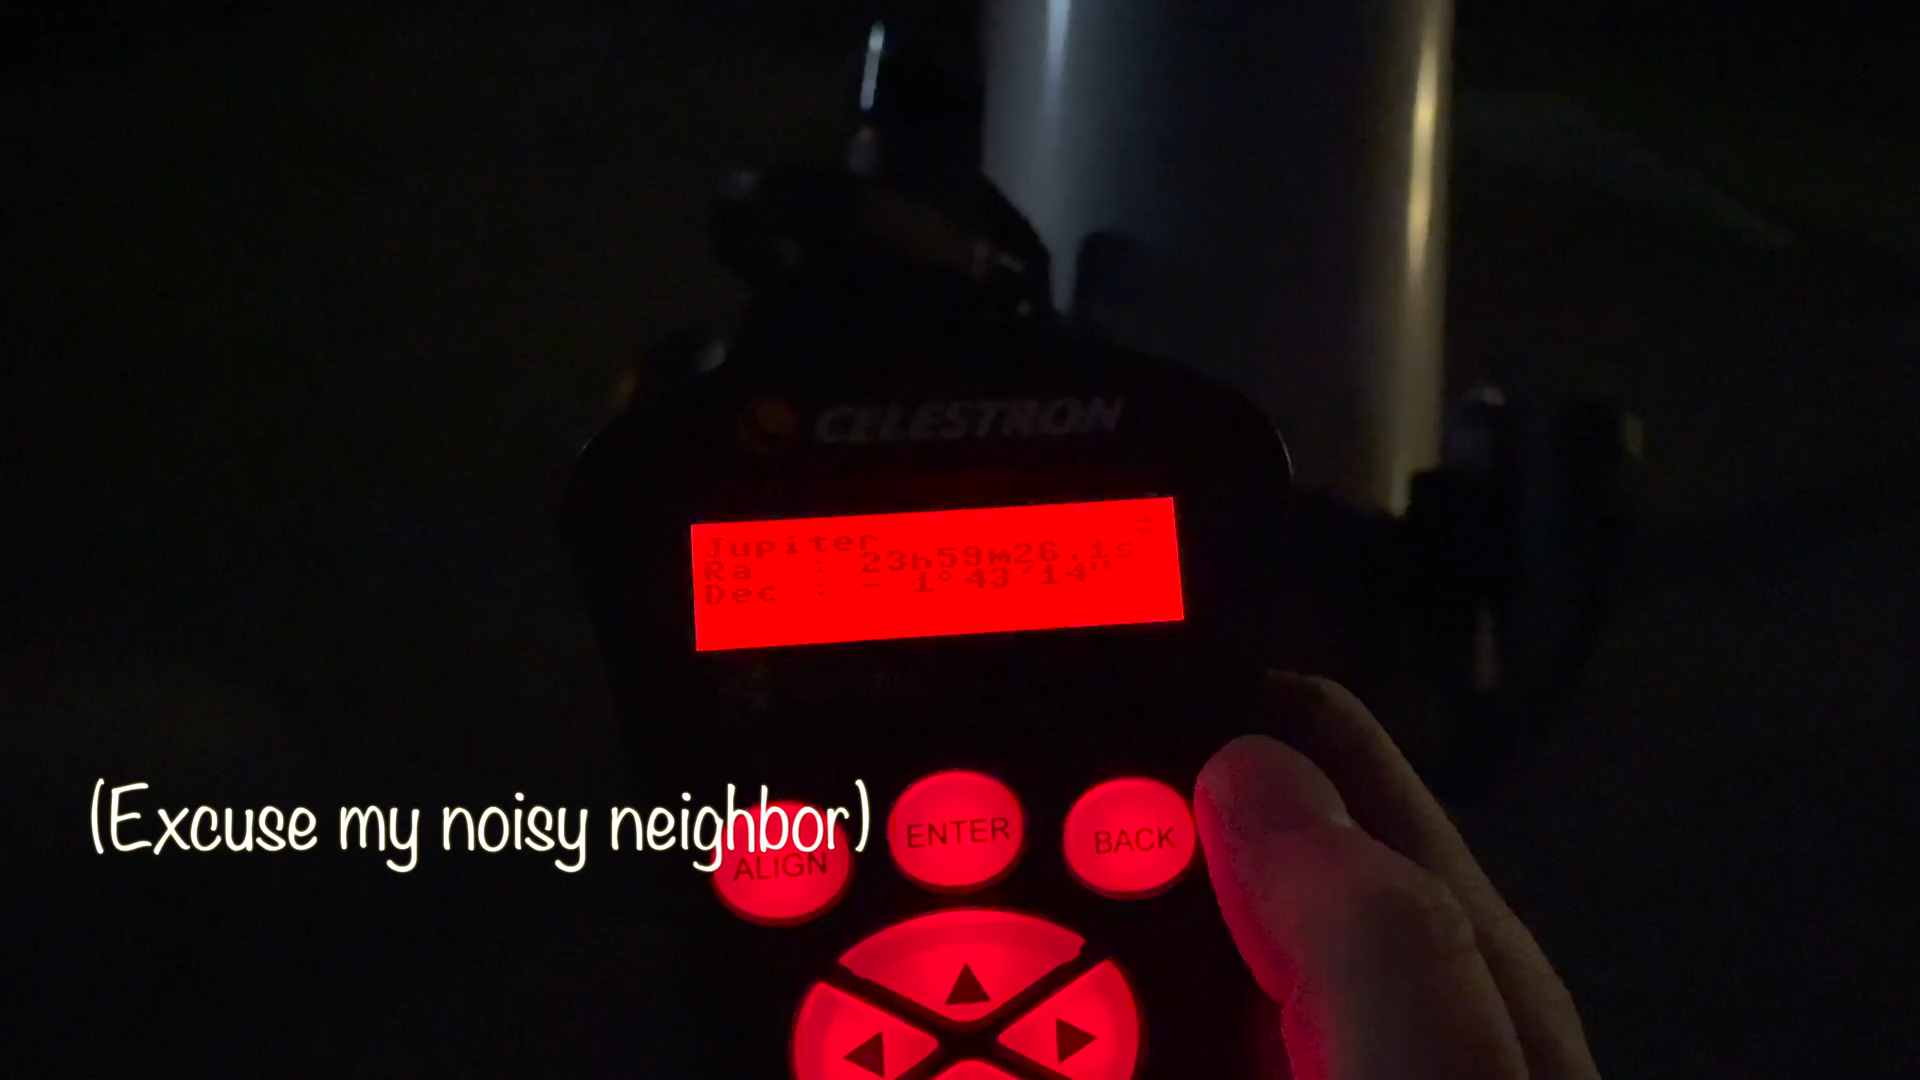 CELESTRON
Jupiter
Ra : 23h59m26.1s
Dec : - 1°43'14"
(Excuse my noisy neighbor)
ALIGN
ENTER
BACK